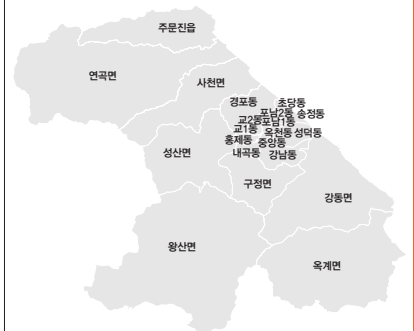 주문진읍
연곡면
사천면
경포동
초당동
포남2동
송정동
교2동
포남1동
교1동
옥천동
성덕동
홍제동
중앙동
내곡동
강남동
성산면
구정면
강동면
왕산면
옥계면